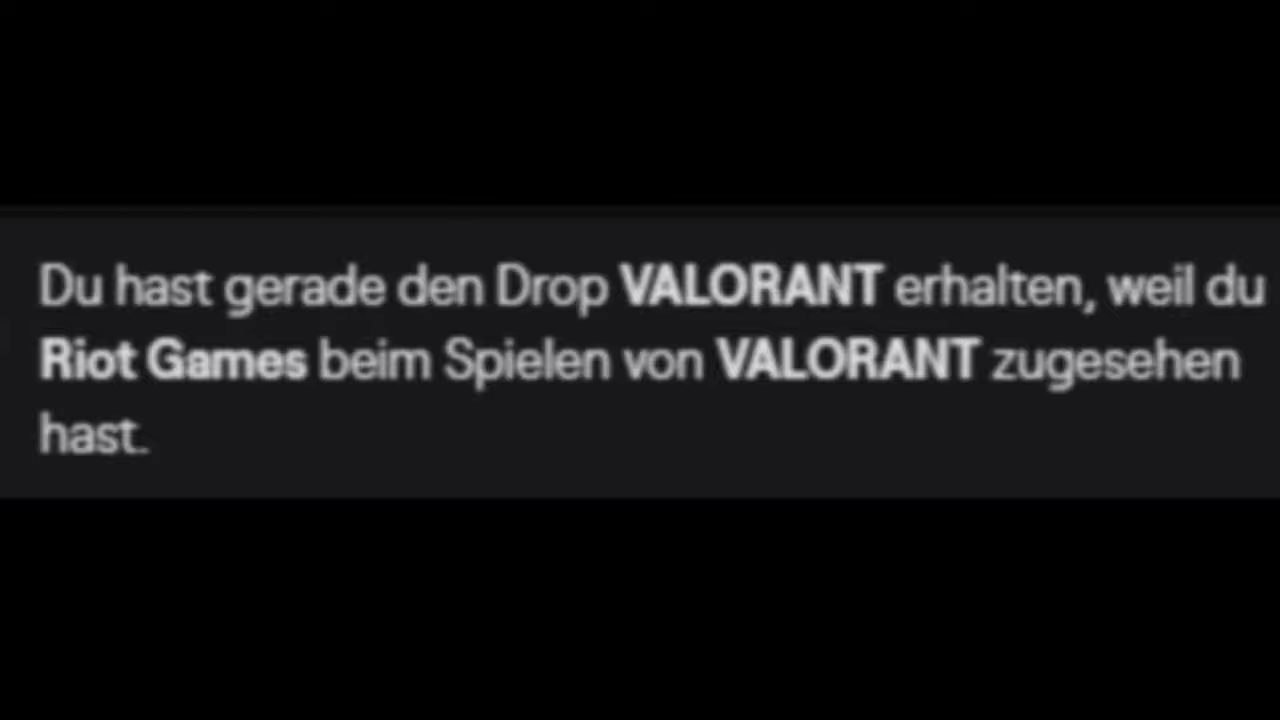 Du hast gerade den Drop VALORANT erhalten, weil du
Riot Games beim Spielen von VALORANT zugesehen
hast.